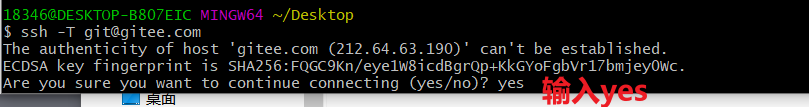 18346@DESKTOP-B807EIC MINGW64 ~/Desktop
$ ssh -T git@gitee.com
The authenticity of host 'gitee.com (212.64.63.190)' can't be established.
ECDSA key fingerprint is SHA256:FQGC9Kn/eye1W8icdBgrQp+KkGYoFgbVr17bmjey0Wc.
Are you sure you want to continue connecting (yes/no)? yes 输入yes
桌面